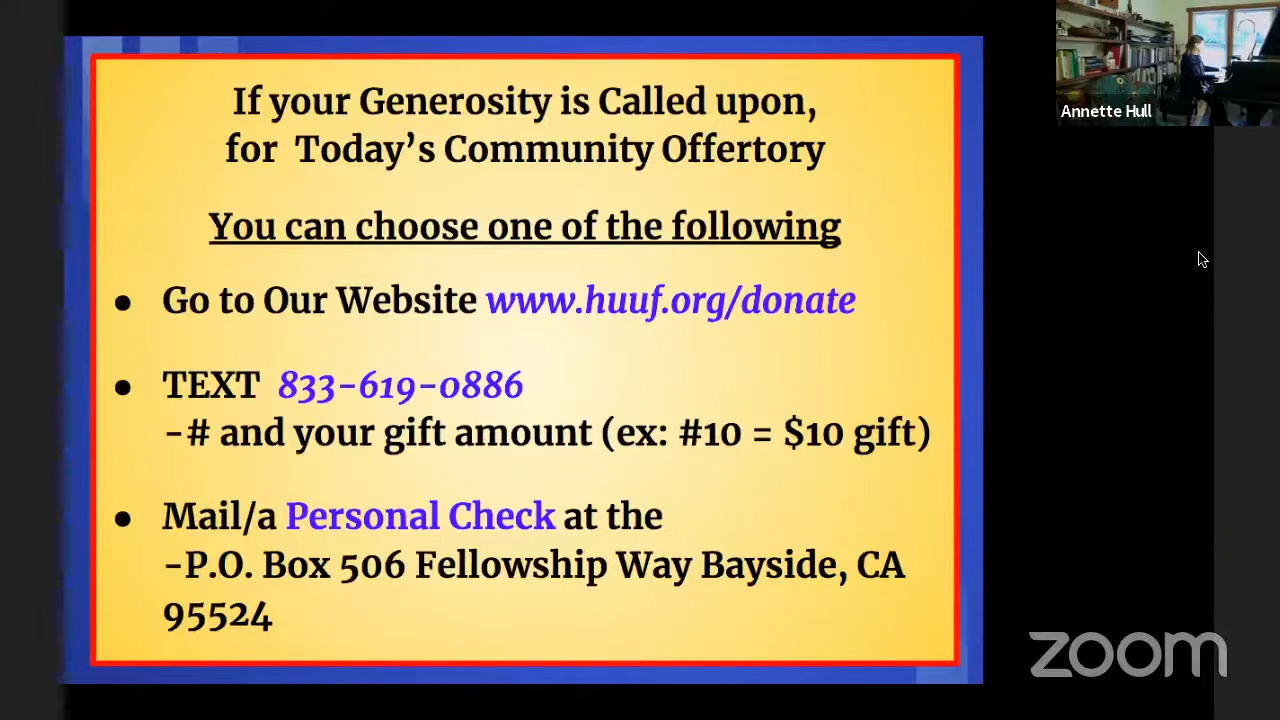 If your Generosity is Called upon,
for Today's Community Offertory
You can choose one of the following
● Go to Our Website www.huuf.org/donate
● TEXT 833-619-0886
-# and your gift amount (ex: #10 = $10 gift)
● Mail/a Personal Check at the
-P.O. Box 506 Fellowship Way Bayside, CA
95524
Annette Hull
zoom